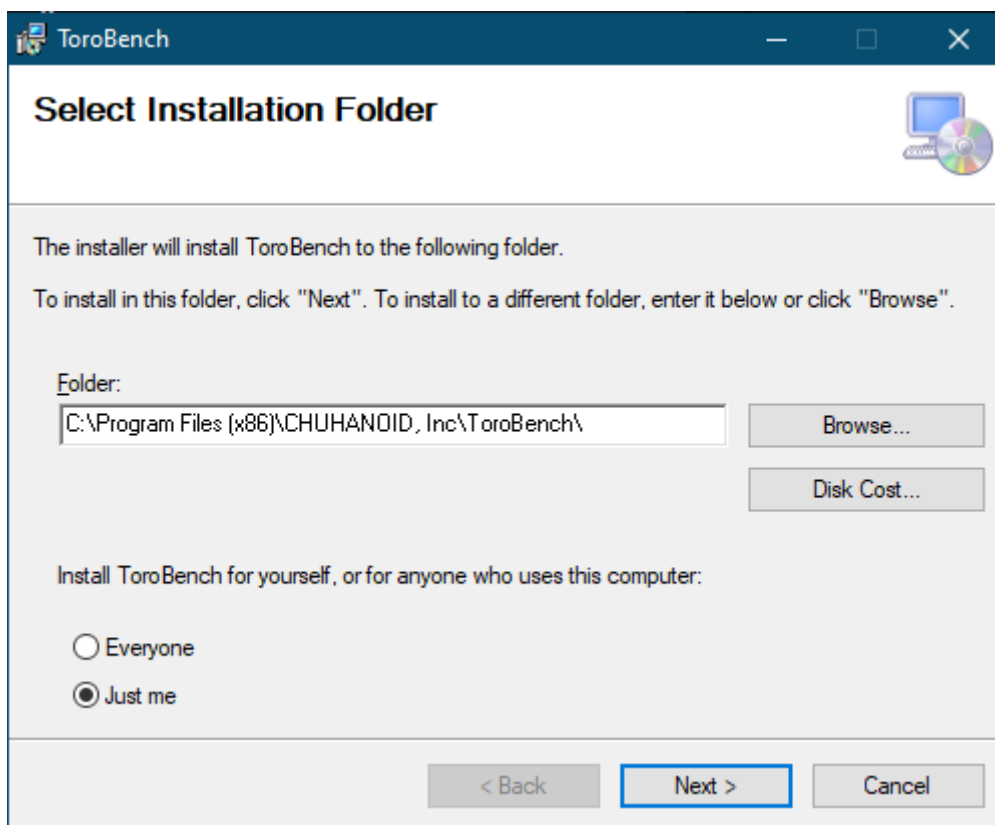 ToroBench
Select Installation Folder
The installer will install ToroBench to the following folder.
To install in this folder, click "Next". To install to a different folder, enter it below or click "Browse".
Folder:
C:\Program Files (x86)\CHUHANOID, Inc\ToroBench\
Browse...
Disk Cost...
Install ToroBench for yourself, or for anyone who uses this computer:
Everyone
Just me
< Back
Next >
Cancel